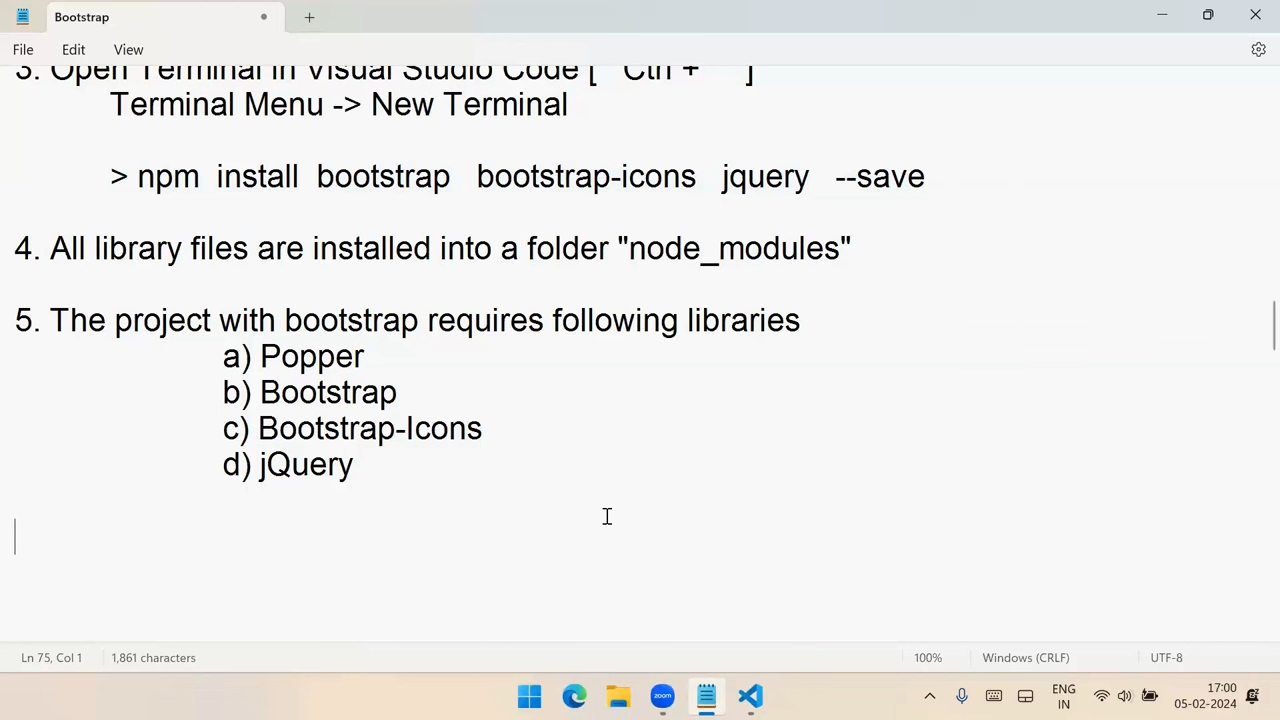 Bootstrap
File Edit View
3. Open Terminal in Visual Studio Code [ Ctrl + ]
Terminal Menu -> New Terminal
> npm install bootstrap bootstrap-icons jquery --save
4. All library files are installed into a folder "node_modules"
5. The project with bootstrap requires following libraries
a) Popper
b) Bootstrap
c) Bootstrap-Icons
d) jQuery
Ln 75, Col 1 1,861 characters 100% Windows (CRLF) UTF-8
zoom
ENG
IN
17:00
05-02-2024